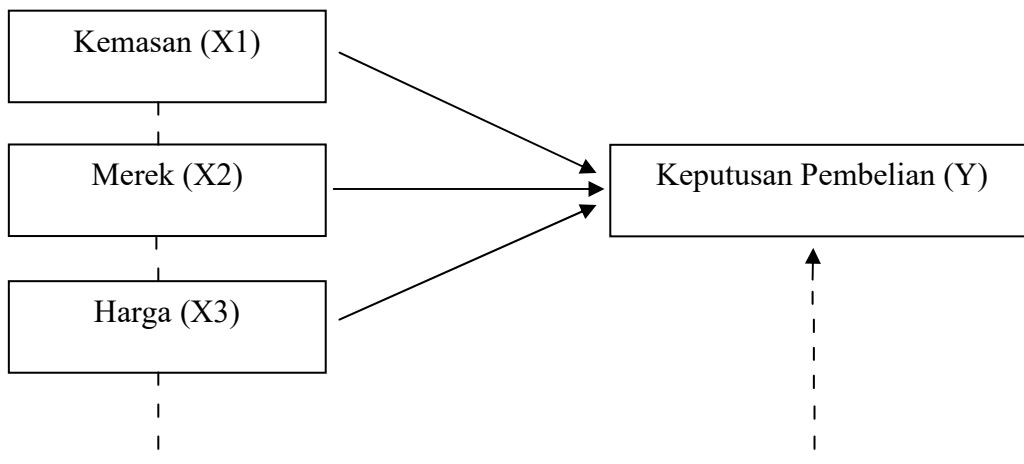 Kemasan (X1)
Merek (X2)
Keputusan Pembelian (Y)
Harga (X3)